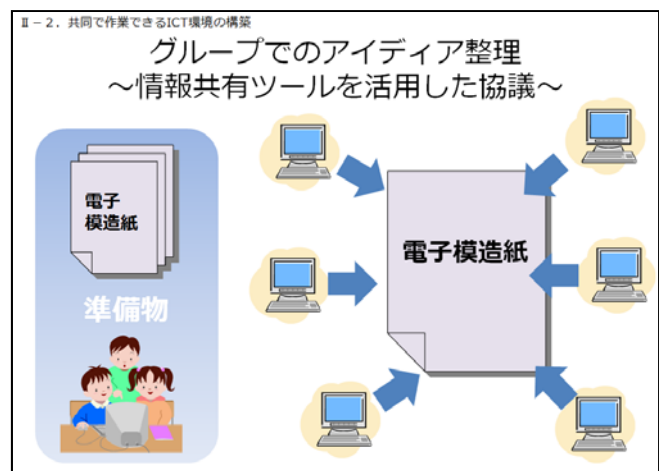 Ⅱ－２．共同で作業できるICT環境の構築
グループでのアイディア整理
～情報共有ツールを活用した協議～
電子
模造紙
準備物
電子模造紙